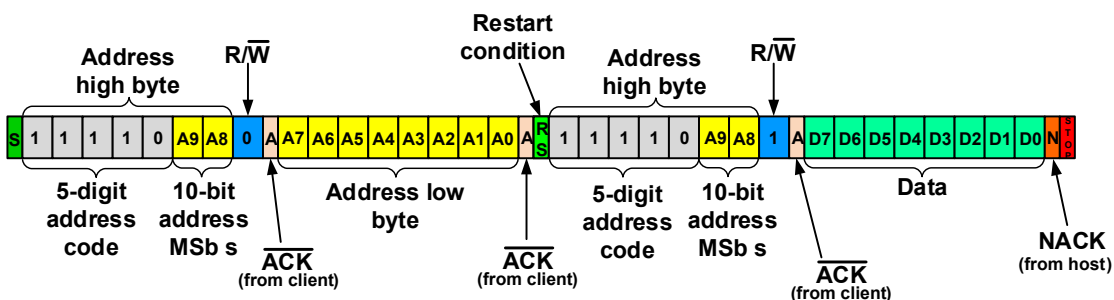 Restart
condition
Address
high byte
R/W̅
Address
high byte
R/W̅
S 1 1 1 1 0 A9 A8 0 A A7 A6 A5 A4 A3 A2 A1 A0 A RS 1 1 1 1 0 A9 A8 1 A D7 D6 D5 D4 D3 D2 D1 D0 N STOP
5-digit
address
code
10-bit
address
MSb s
Address low
byte
5-digit
address
code
10-bit
address
MSb s
Data
A̅C̅K̅
(from client)
A̅C̅K̅
(from client)
A̅C̅K̅
(from client)
NACK
(from host)